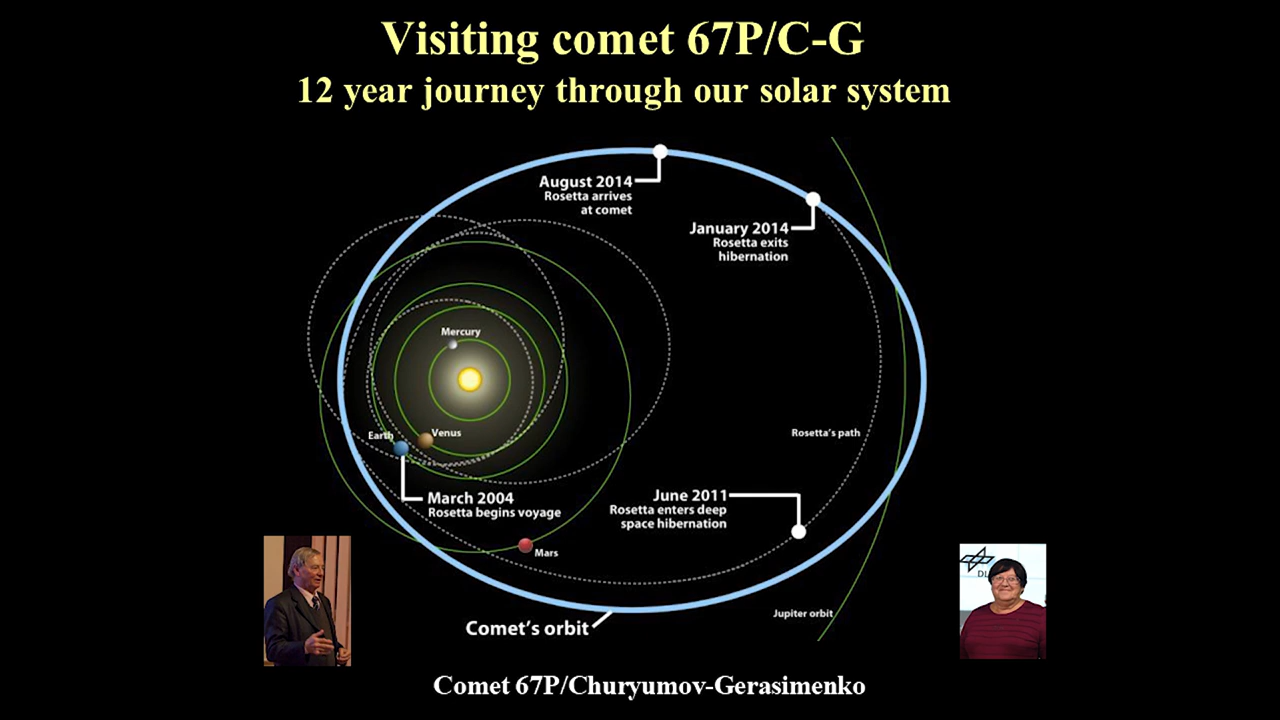 Visiting comet 67P/C-G
12 year journey through our solar system
August 2014
Rosetta arrives
at comet
January 2014
Rosetta exits
hibernation
Mercury
Earth
Venus
Rosetta's path
March 2004
Rosetta begins voyage
June 2011
Rosetta enters deep
space hibernation
Mars
Jupiter orbit
Comet's orbit
DL
Comet 67P/Churyumov-Gerasimenko